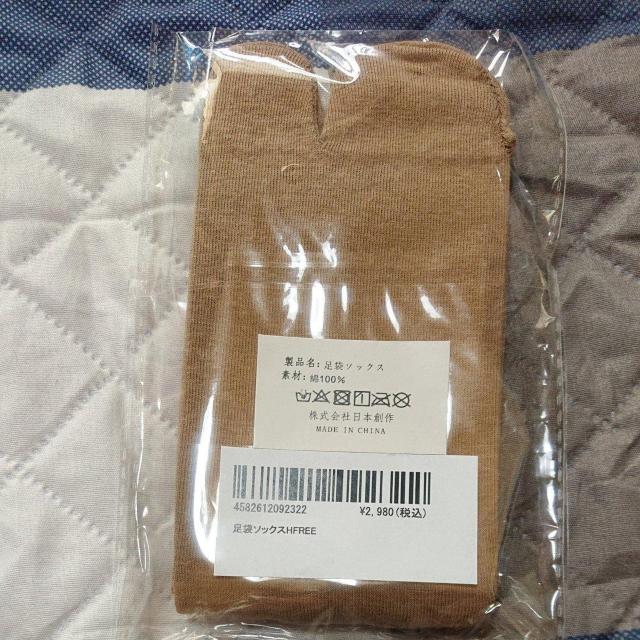 製品名:足袋ソックス
素材:綿100%
株式会社日本創作
MADE IN CHINA
4582612092322
¥2,980(税込)
足袋ソックスHFREE